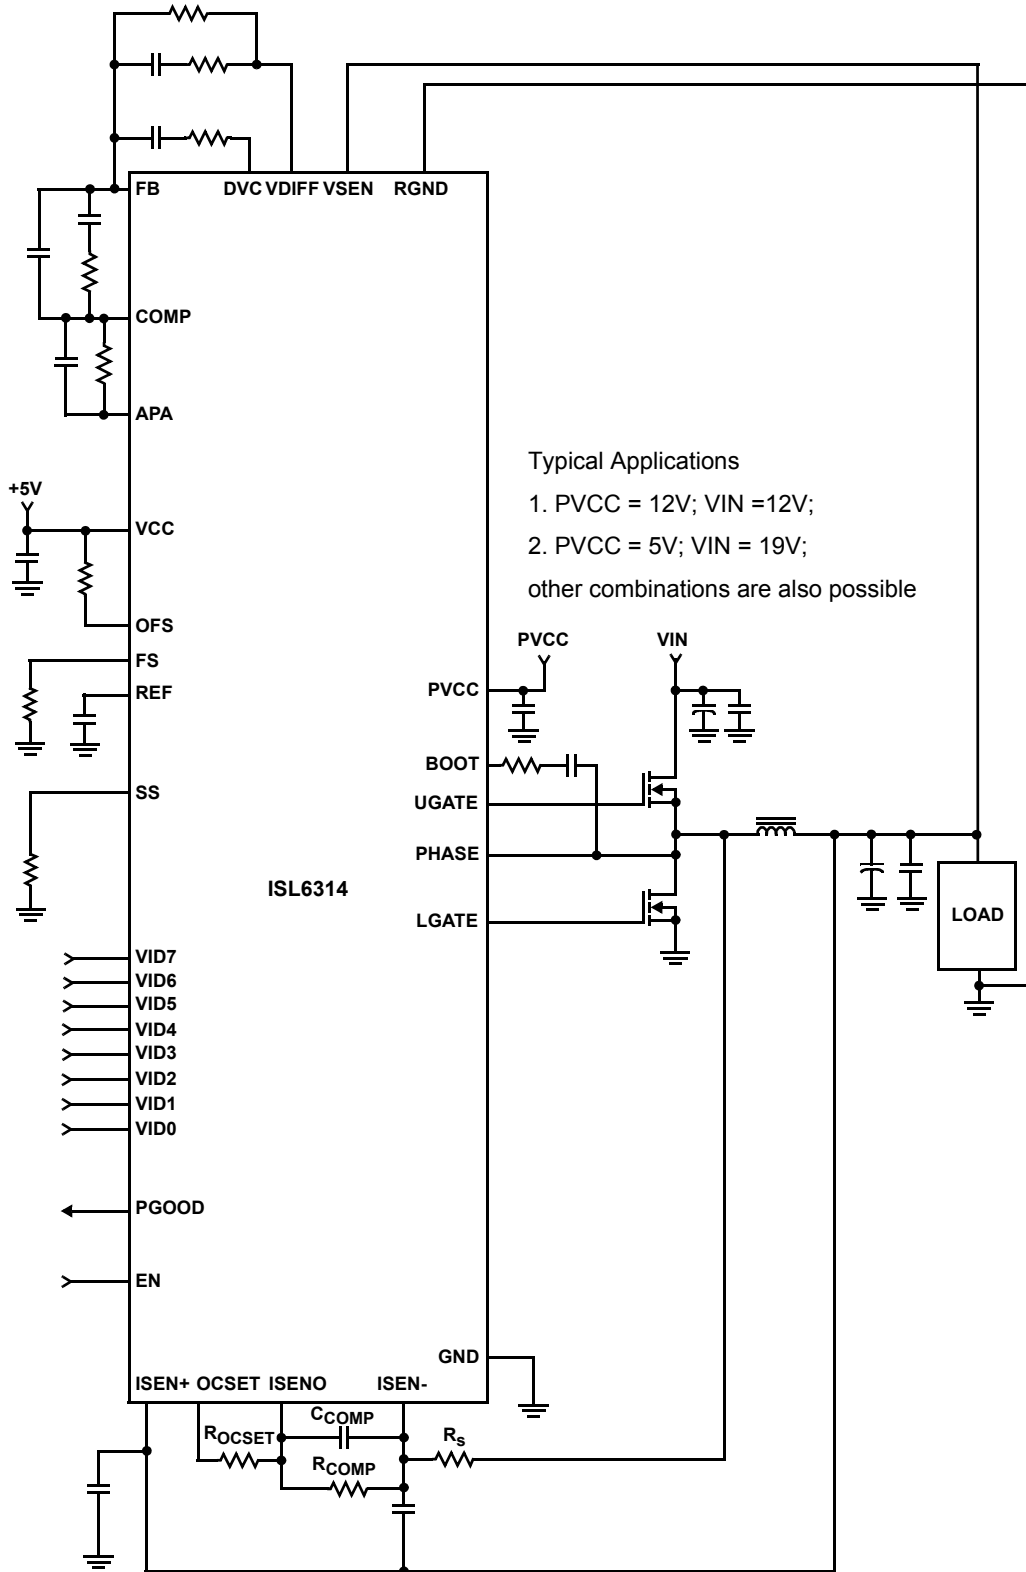 FB
DVC VDIFF VSEN RGND
COMP
APA
Typical Applications
1. PVCC = 12V; VIN =12V;
2. PVCC = 5V; VIN = 19V;
other combinations are also possible
+5V
VCC
OFS
FS
REF
PVCC VIN
PVCC
BOOT
UGATE
SS
PHASE
ISL6314
LGATE
LOAD
VID7
VID6
VID5
VID4
VID3
VID2
VID1
VID0
PGOOD
EN
GND
ISEN+ OCSET ISENO ISEN-
CCOMP
ROCSET
RCOMP
Rs